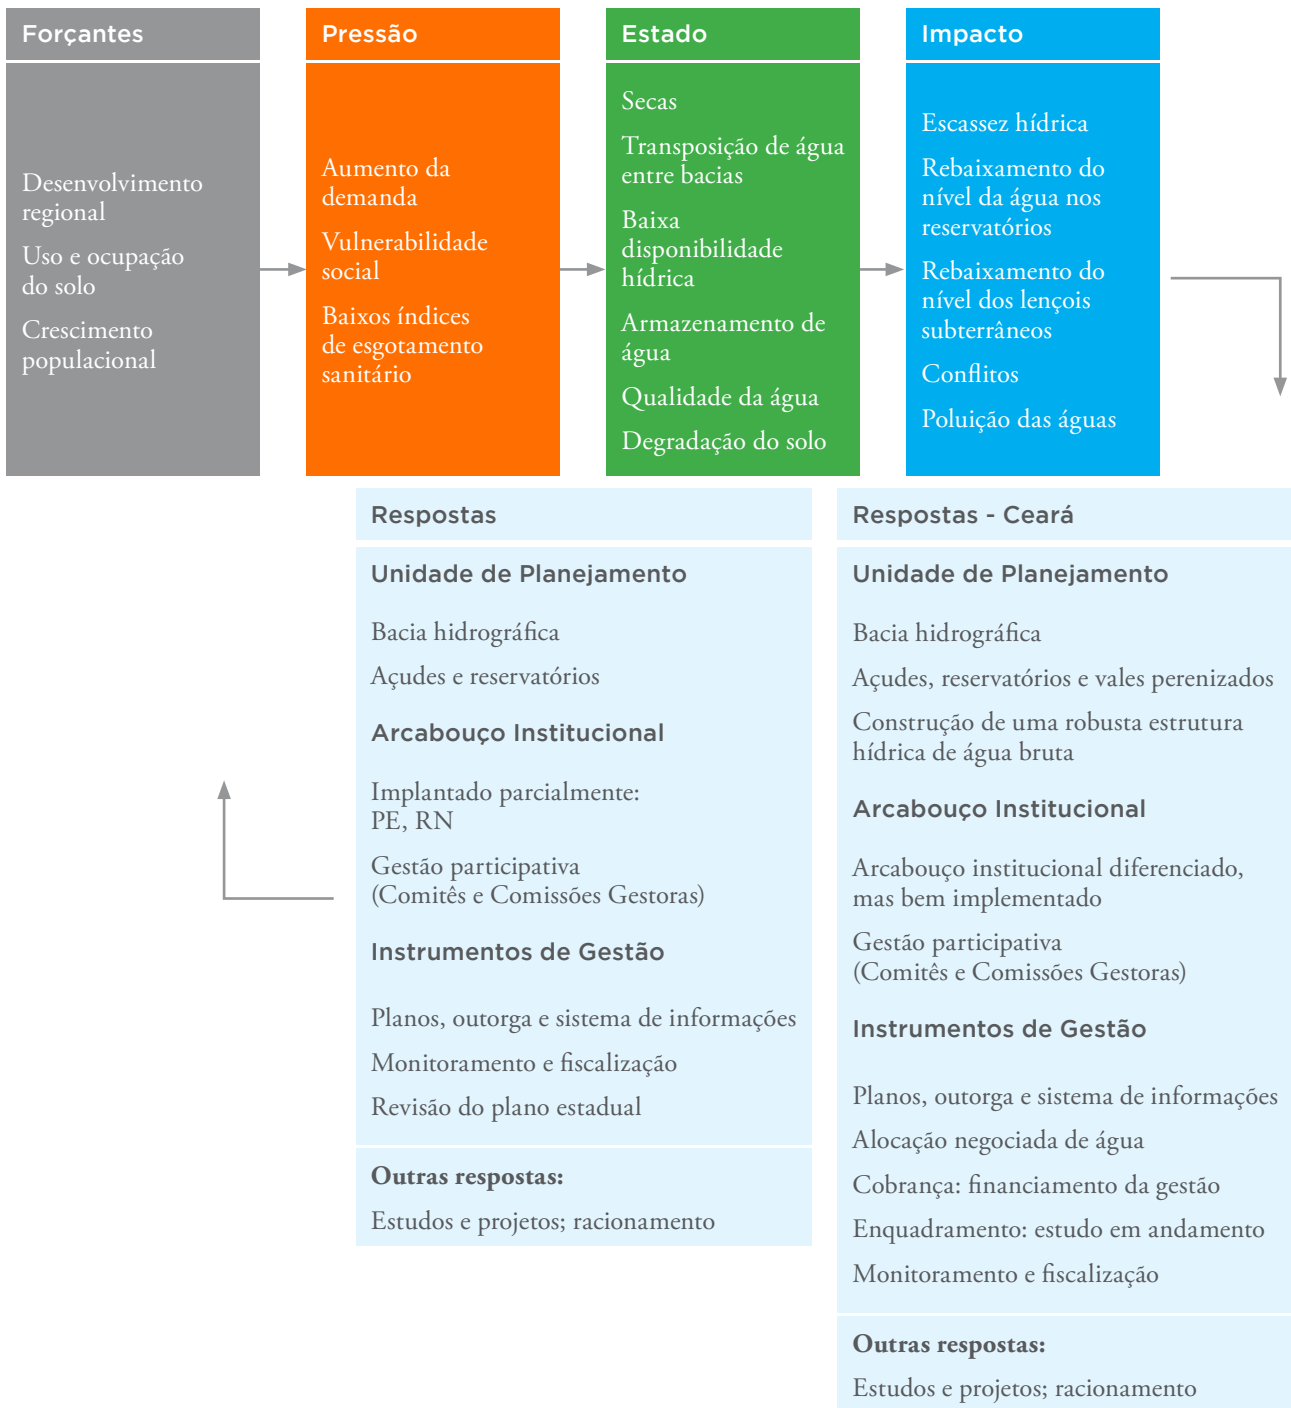 Forçantes
Desenvolvimento
regional
Uso e ocupação
do solo
Crescimento
populacional
Pressão
Aumento da
demanda
Vulnerabilidade
social
Baixos índices
de esgotamento
sanitário
Estado
Secas
Transposição de água
entre bacias
Baixa
disponibilidade
hídrica
Armazenamento de
água
Qualidade da água
Degradação do solo
Impacto
Escassez hídrica
Rebaixamento do
nível da água nos
reservatórios
Rebaixamento do
nível dos lençois
subterrâneos
Conflitos
Poluição das águas
Respostas
Unidade de Planejamento
Bacia hidrográfica
Açudes e reservatórios
Arcabouço Institucional
Implantado parcialmente:
PE, RN
Gestão participativa
(Comitês e Comissões Gestoras)
Instrumentos de Gestão
Planos, outorga e sistema de informações
Monitoramento e fiscalização
Revisão do plano estadual
Outras respostas:
Estudos e projetos; racionamento
Respostas - Ceará
Unidade de Planejamento
Bacia hidrográfica
Açudes, reservatórios e vales perenizados
Construção de uma robusta estrutura
hídrica de água bruta
Arcabouço Institucional
Arcabouço institucional diferenciado,
mas bem implementado
Gestão participativa
(Comitês e Comissões Gestoras)
Instrumentos de Gestão
Planos, outorga e sistema de informações
Alocação negociada de água
Cobrança: financiamento da gestão
Enquadramento: estudo em andamento
Monitoramento e fiscalização
Outras respostas:
Estudos e projetos; racionamento